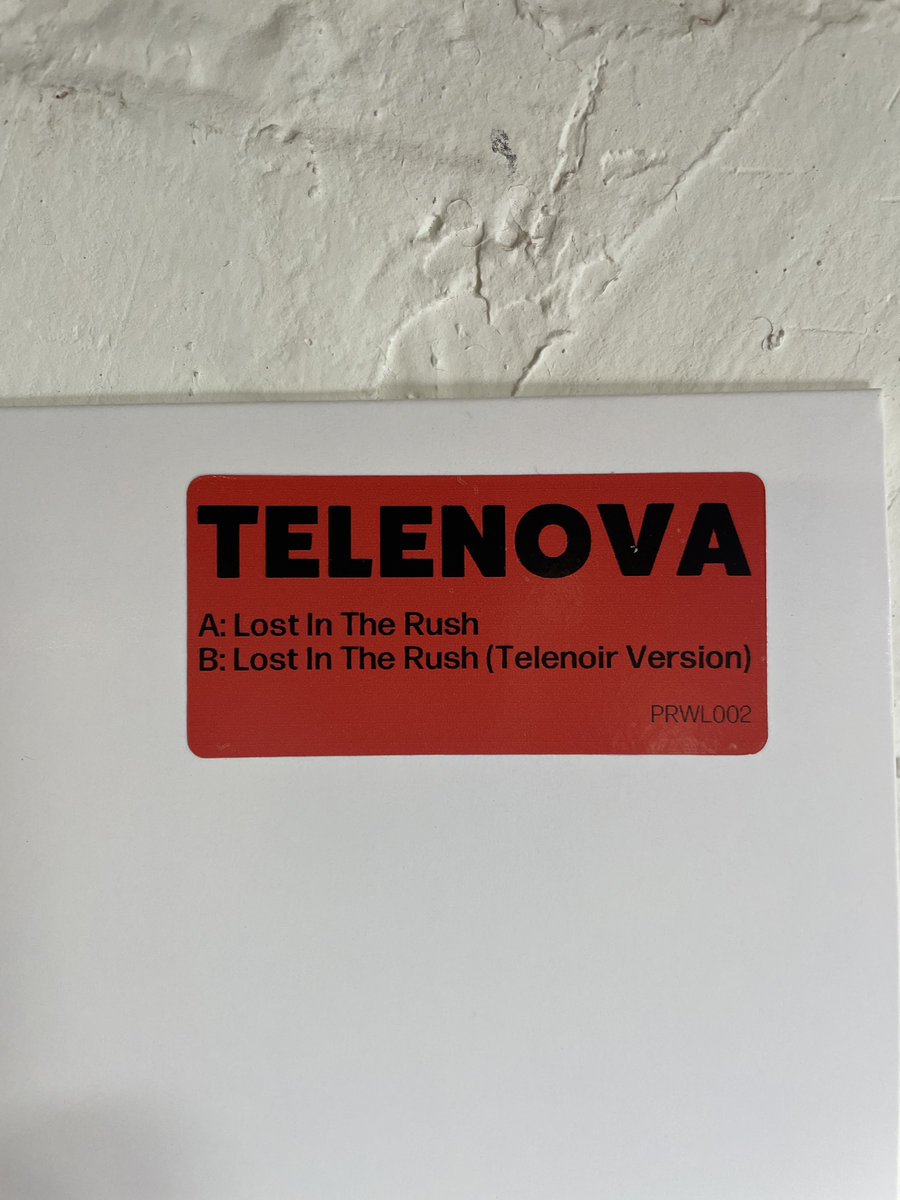 TELENOVA
A: Lost In The Rush
B: Lost In The Rush (Telenoir Version)
PRWL002